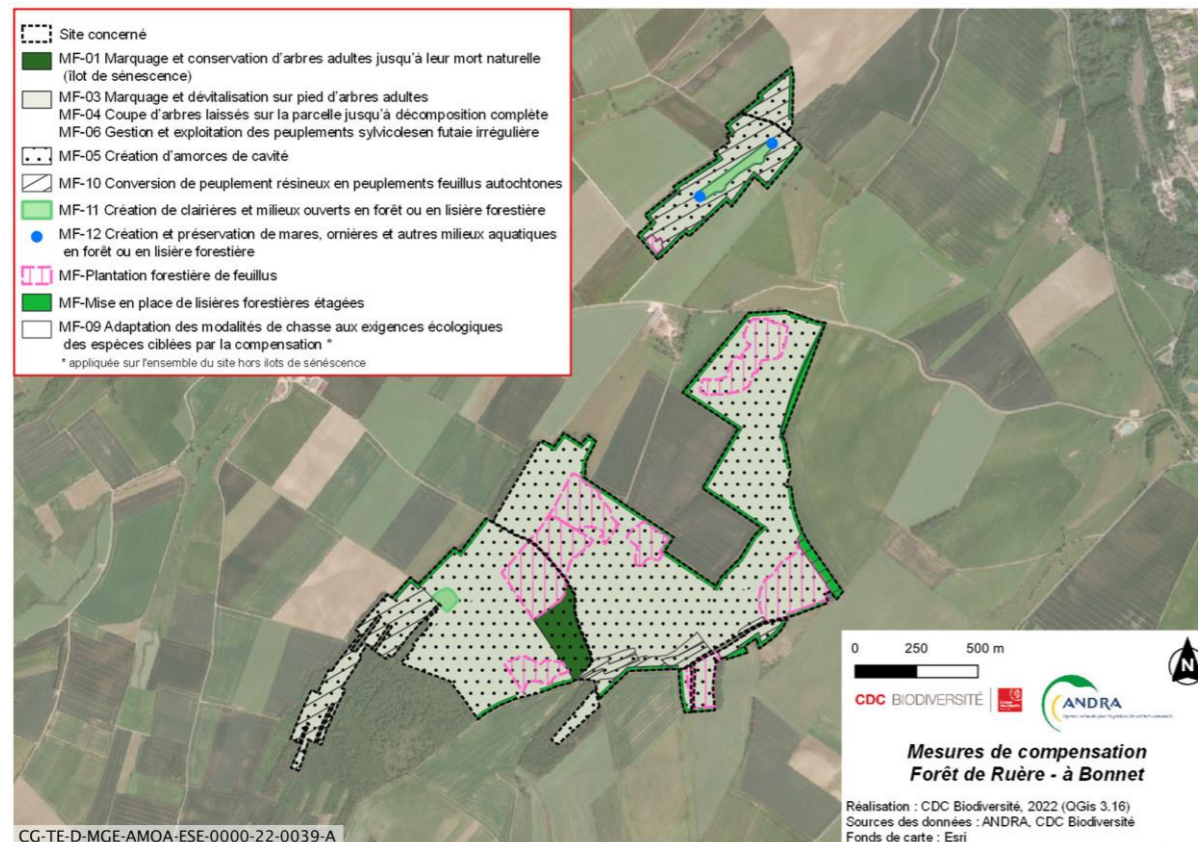 Site concerné
MF-01 Marquage et conservation d'arbres adultes jusqu'à leur mort naturelle
(îlot de sénescence)
MF-03 Marquage et dévitalisation sur pied d'arbres adultes
MF-04 Coupe d'arbres laissés sur la parcelle jusqu'à décomposition complète
MF-06 Gestion et exploitation des peuplements sylvicolesen futaie irrégulière
MF-05 Création d'amorces de cavité
MF-10 Conversion de peuplement résineux en peuplements feuillus autochtones
MF-11 Création de clairières et milieux ouverts en forêt ou en lisière forestière
MF-12 Création et préservation de mares, ornières et autres milieux aquatiques
en forêt ou en lisière forestière
MF-Plantation forestière de feuillus
MF-Mise en place de lisières forestières étagées
MF-09 Adaptation des modalités de chasse aux exigences écologiques
des espèces ciblées par la compensation *
* appliquée sur l'ensemble du site hors ilots de sénéscence
0 250 500 m
N
CDC BIODIVERSITÉ
ANDRA
Mesures de compensation
Forêt de Ruère - à Bonnet
Réalisation : CDC Biodiversité, 2022 (QGis 3.16)
Sources des données : ANDRA, CDC Biodiversité
Fonds de carte : Esri
CG-TE-D-MGE-AMOA-ESE-0000-22-0039-A